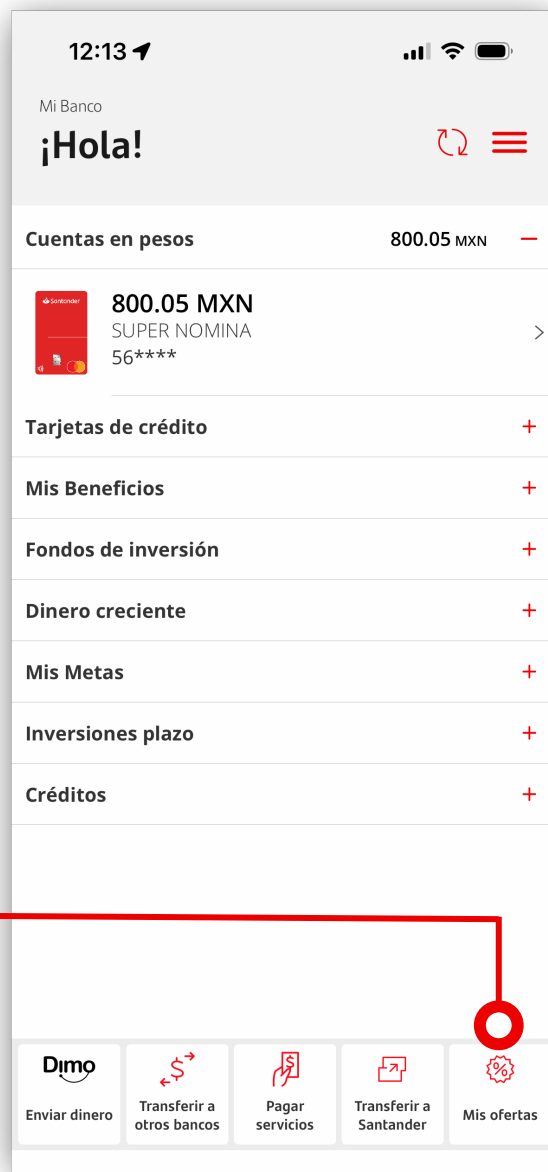 12:13
Mi Banco
¡Hola!
Cuentas en pesos 800.05 MXN
Santander
800.05 MXN
SUPER NOMINA
56****
Tarjetas de crédito
Mis Beneficios
Fondos de inversión
Dinero creciente
Mis Metas
Inversiones plazo
Créditos
Dimo
Enviar dinero
Transferir a
otros bancos
Pagar
servicios
Transferir a
Santander
Mis ofertas